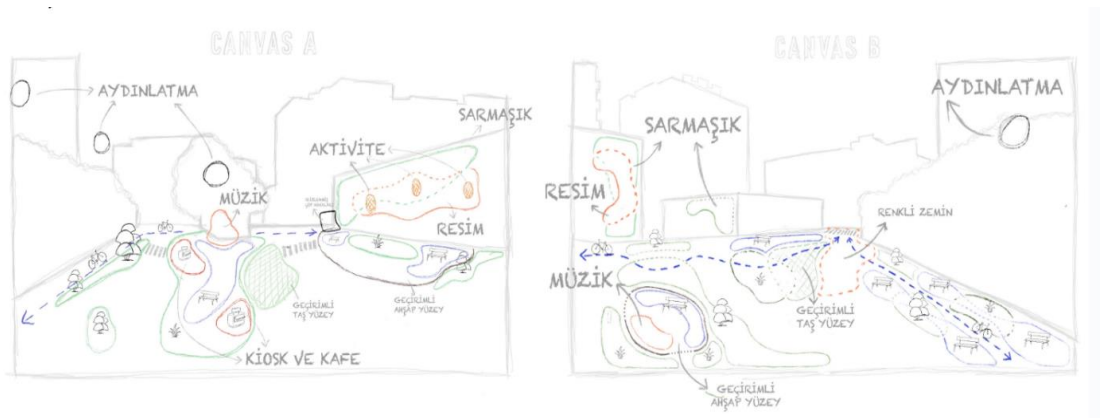 CANVAS A
AYDINLATMA
SARMAŞIK
AKTİVİTE
MÜZİK
RESİM
GEÇİRİMLİ
TAŞ YÜZEY
GEÇİRİMLİ
AHŞAP YÜZEY
KİOSK VE KAFE
CANVAS B
AYDINLATMA
SARMAŞIK
RESİM
RENKLİ ZEMİN
MÜZİK
GEÇİRİMLİ
TAŞ YÜZEY
GEÇİRİMLİ
AHŞAP YÜZEY